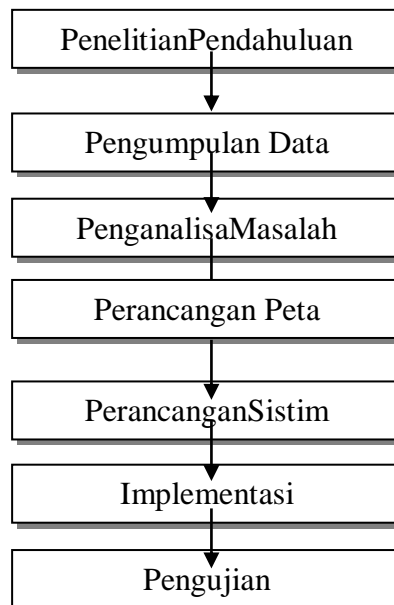 PenelitianPendahuluan
Pengumpulan Data
PenganalisaMasalah
Perancangan Peta
PerancanganSistim
Implementasi
Pengujian